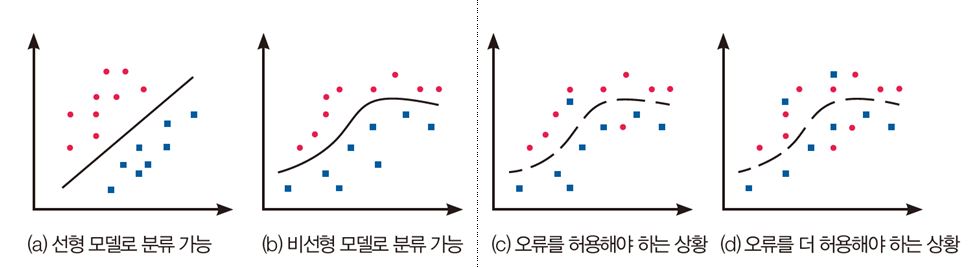 (a) 선형 모델로 분류 가능
(b) 비선형 모델로 분류 가능
(c) 오류를 허용해야 하는 상황
(d) 오류를 더 허용해야 하는 상황